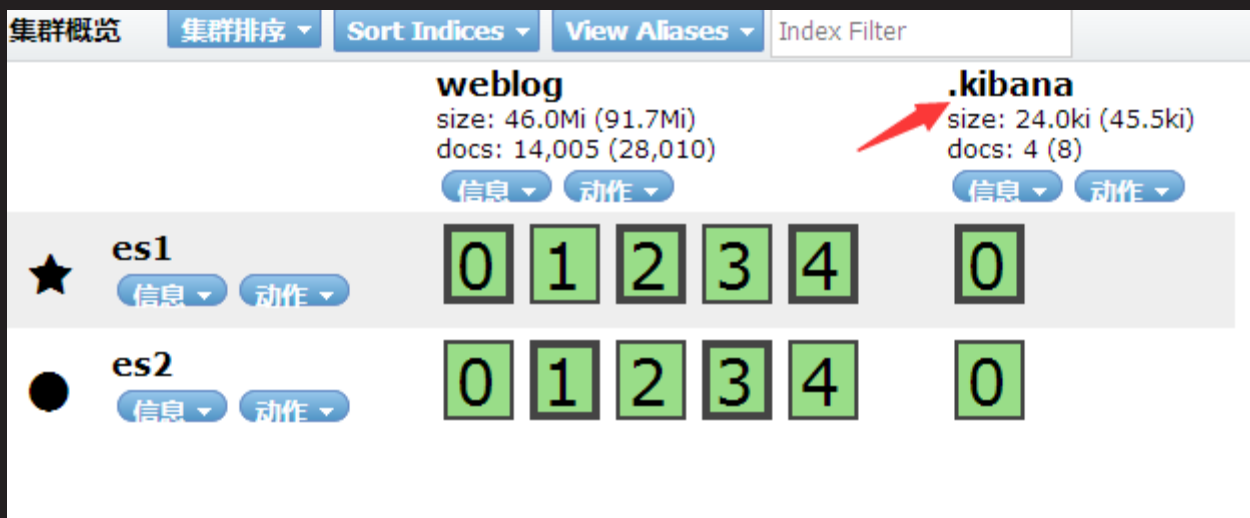 集群概览 集群排序 Sort Indices View Aliases Index Filter
weblog .kibana
size: 46.0Mi (91.7Mi) size: 24.0ki (45.5ki)
docs: 14,005 (28,010) docs: 4 (8)
信息 动作 信息 动作
es1 0 1 2 3 4 0
信息 动作
es2 0 1 2 3 4 0
信息 动作